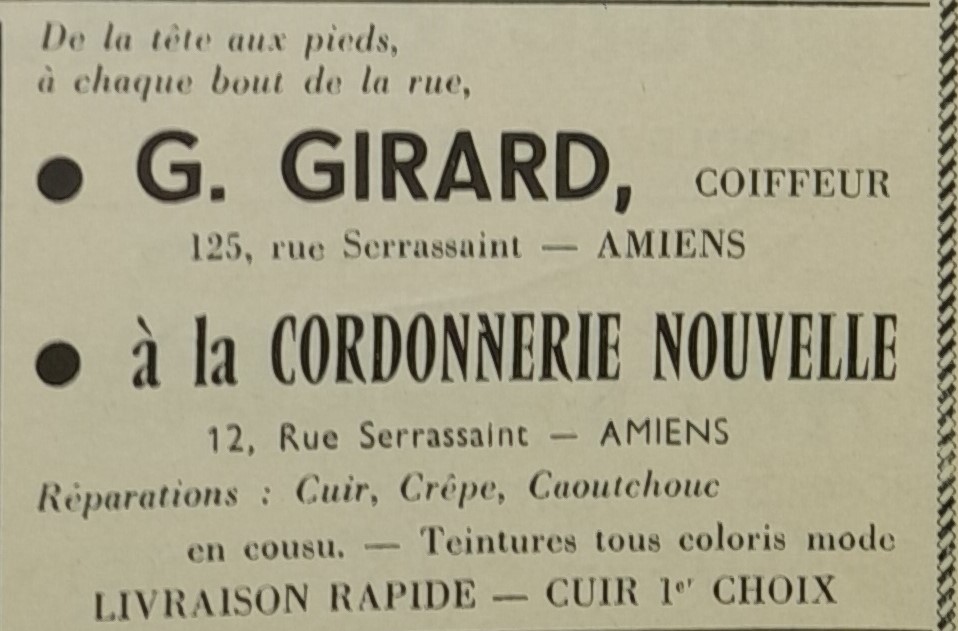 De la tête aux pieds,
à chaque bout de la rue,
● G. GIRARD, COIFFEUR
125, rue Serrassaint — AMIENS
● à la CORDONNERIE NOUVELLE
12, Rue Serrassaint — AMIENS
Réparations : Cuir, Crêpe, Caoutchouc
en cousu. — Teintures tous coloris mode
LIVRAISON RAPIDE — CUIR 1er CHOIX